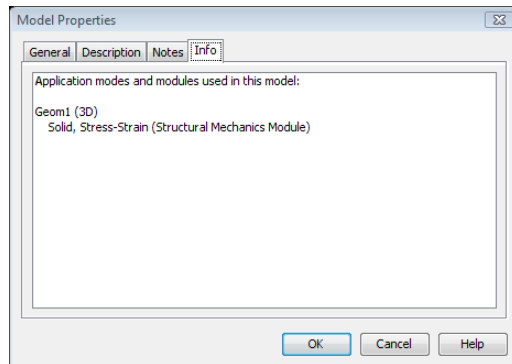 Model Properties
General Description Notes Info
Application modes and modules used in this model:
Geom1 (3D)
Solid, Stress-Strain (Structural Mechanics Module)
OK Cancel Help